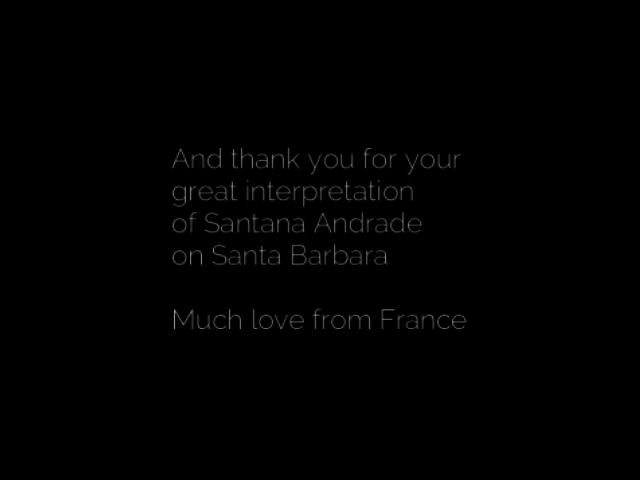 And thank you for your
great interpretation
of Santana Andrade
on Santa Barbara
Much love from France